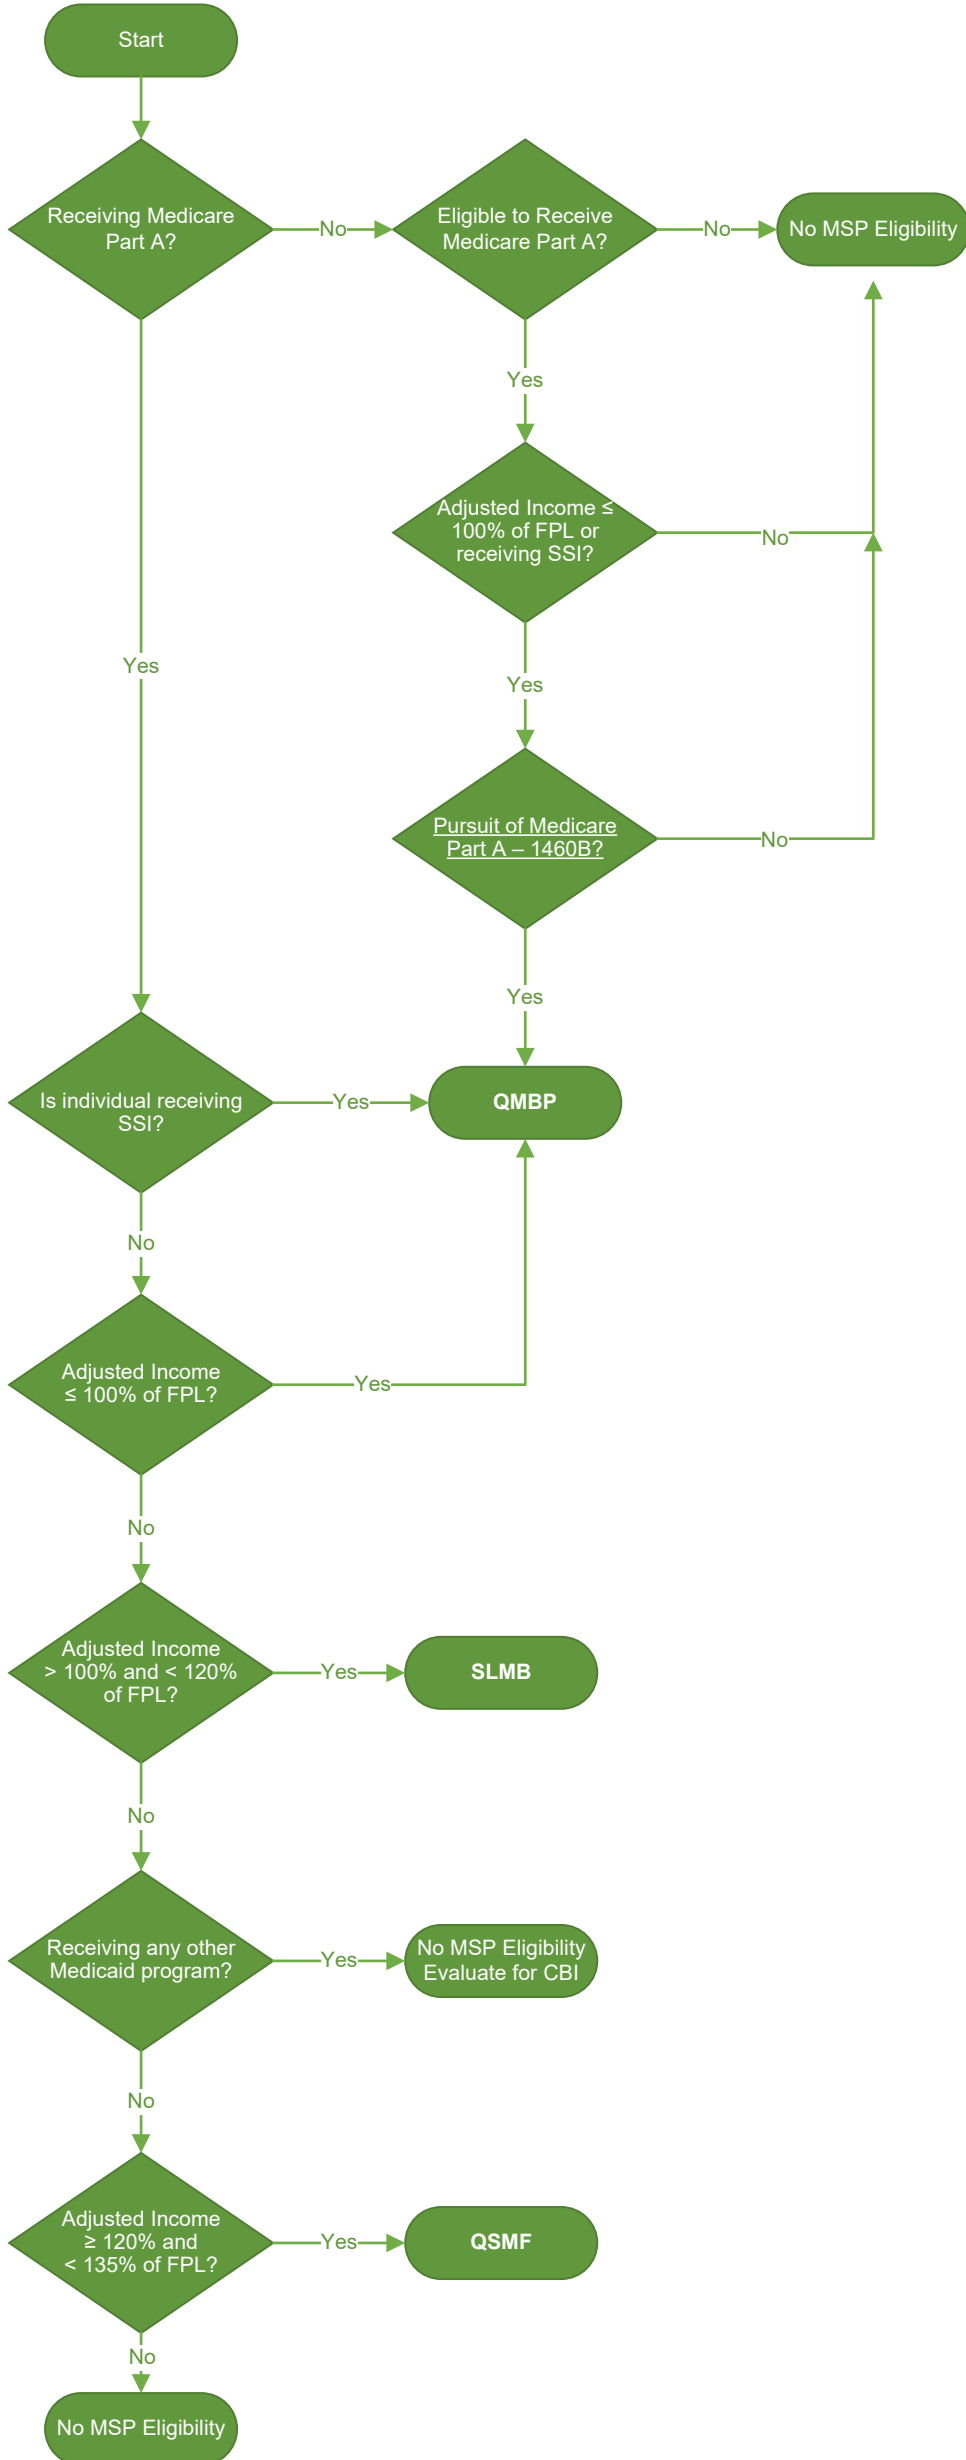 Start
Receiving Medicare
Part A?
No
Eligible to Receive
Medicare Part A?
No
No MSP Eligibility
Yes
Adjusted Income ≤
100% of FPL or
receiving SSI?
No
Yes
Yes
Pursuit of Medicare
Part A – 1460B?
No
Yes
Is individual receiving
SSI?
Yes
QMBP
No
Adjusted Income
≤ 100% of FPL?
Yes
No
Adjusted Income
> 100% and < 120%
of FPL?
Yes
SLMB
No
Receiving any other
Medicaid program?
Yes
No MSP Eligibility
Evaluate for CBI
No
Adjusted Income
≥ 120% and
< 135% of FPL?
Yes
QSMF
No
No MSP Eligibility